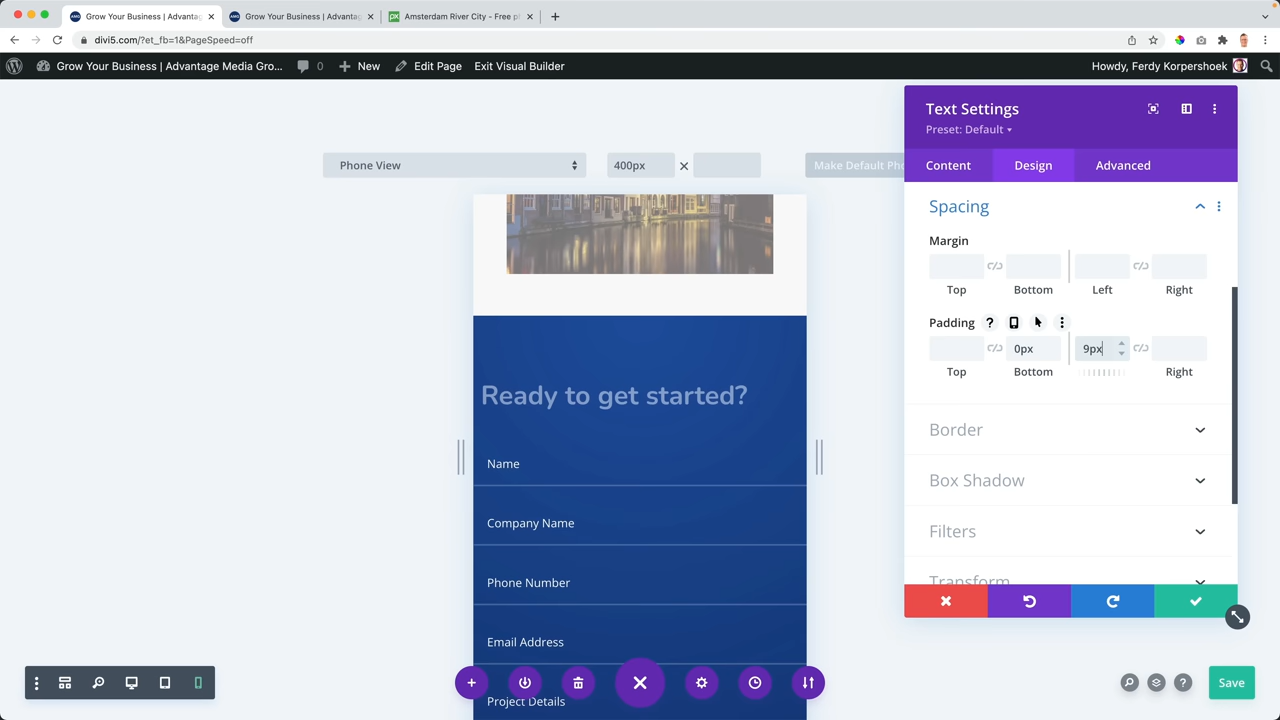 Grow Your Business | Advantag
Grow Your Business | Advantag
Amsterdam River City - Free p
divi5.com/?et_fb=1&PageSpeed=off
Grow Your Business | Advantage Media Gro...
0
New
Edit Page
Exit Visual Builder
Howdy, Ferdy Korpershoek
Phone View
400px
Make Default Pho
Text Settings
Preset: Default
Content
Design
Advanced
Spacing
Margin
Top
Bottom
Left
Right
Padding
0px
9px
Top
Bottom
Right
Border
Box Shadow
Filters
Transform
Ready to get started?
Name
Company Name
Phone Number
Email Address
Project Details
Save